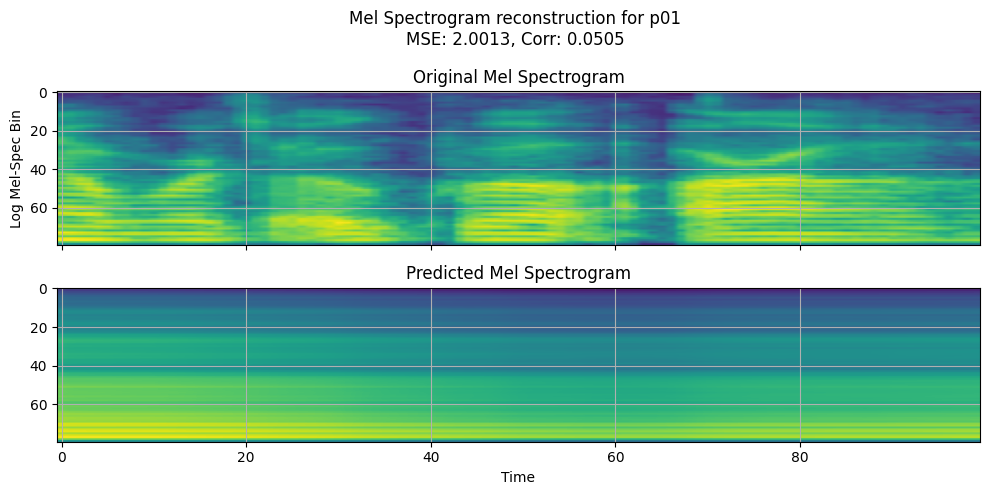 Mel Spectrogram reconstruction for p01
MSE: 2.0013, Corr: 0.0505
Original Mel Spectrogram
0
20
40
60
Log Mel-Spec Bin
Predicted Mel Spectrogram
0
20
40
60
0 20 40 60 80
Time